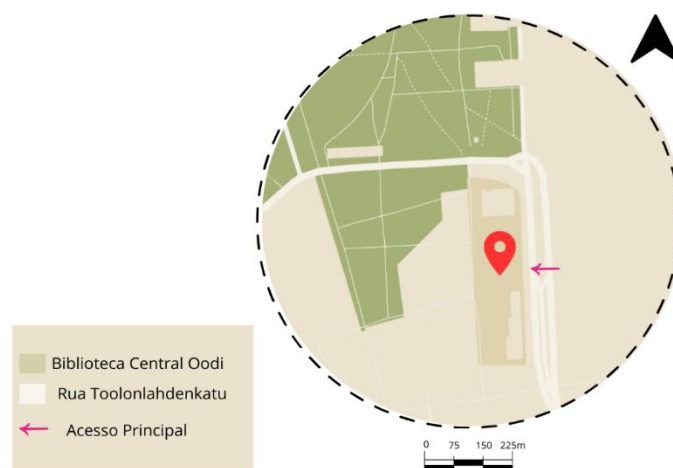 Biblioteca Central Oodi
Rua Toolonlahdenkatu
Acesso Principal
0 75 150 225m